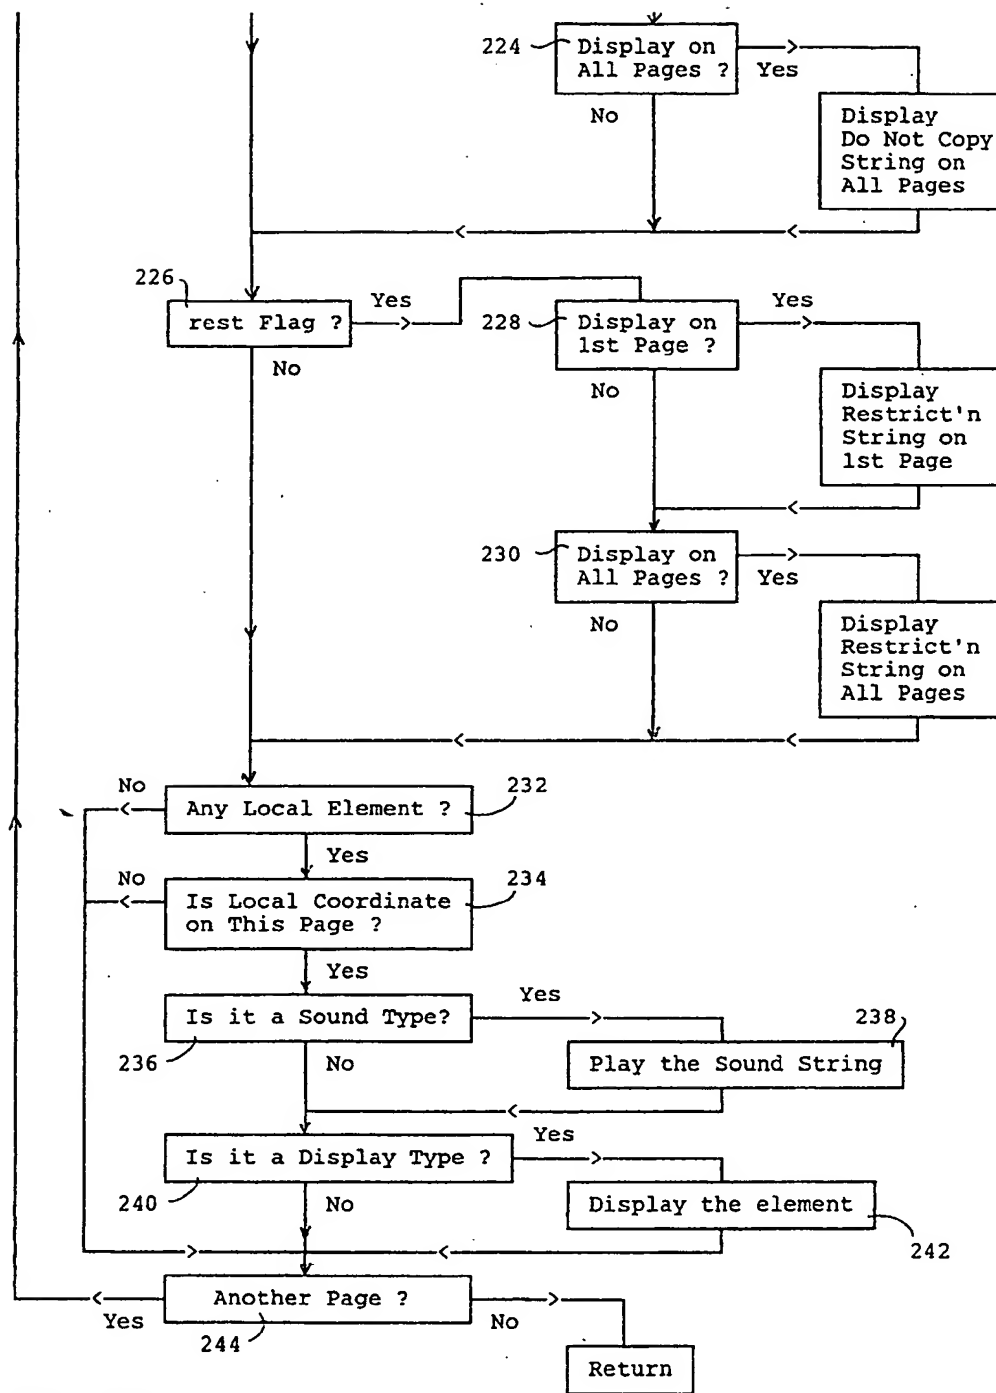 224
Display on
All Pages ?
Yes
No
Display
Do Not Copy
String on
All Pages
226
rest Flag ?
Yes
No
228
Display on
1st Page ?
Yes
No
Display
Restrict'n
String on
1st Page
230
Display on
All Pages ?
Yes
No
Display
Restrict'n
String on
All Pages
No
Any Local Element ?
232
Yes
No
Is Local Coordinate
on This Page ?
234
Yes
Is it a Sound Type?
Yes
236
No
238
Play the Sound String
Is it a Display Type ?
Yes
240
No
Display the element
242
Another Page ?
Yes
244
No
Return